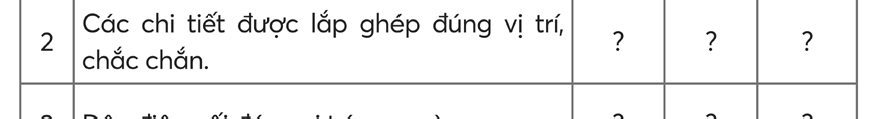 2 Các chi tiết được lắp ghép đúng vị trí, ? ? ?
chắc chắn.